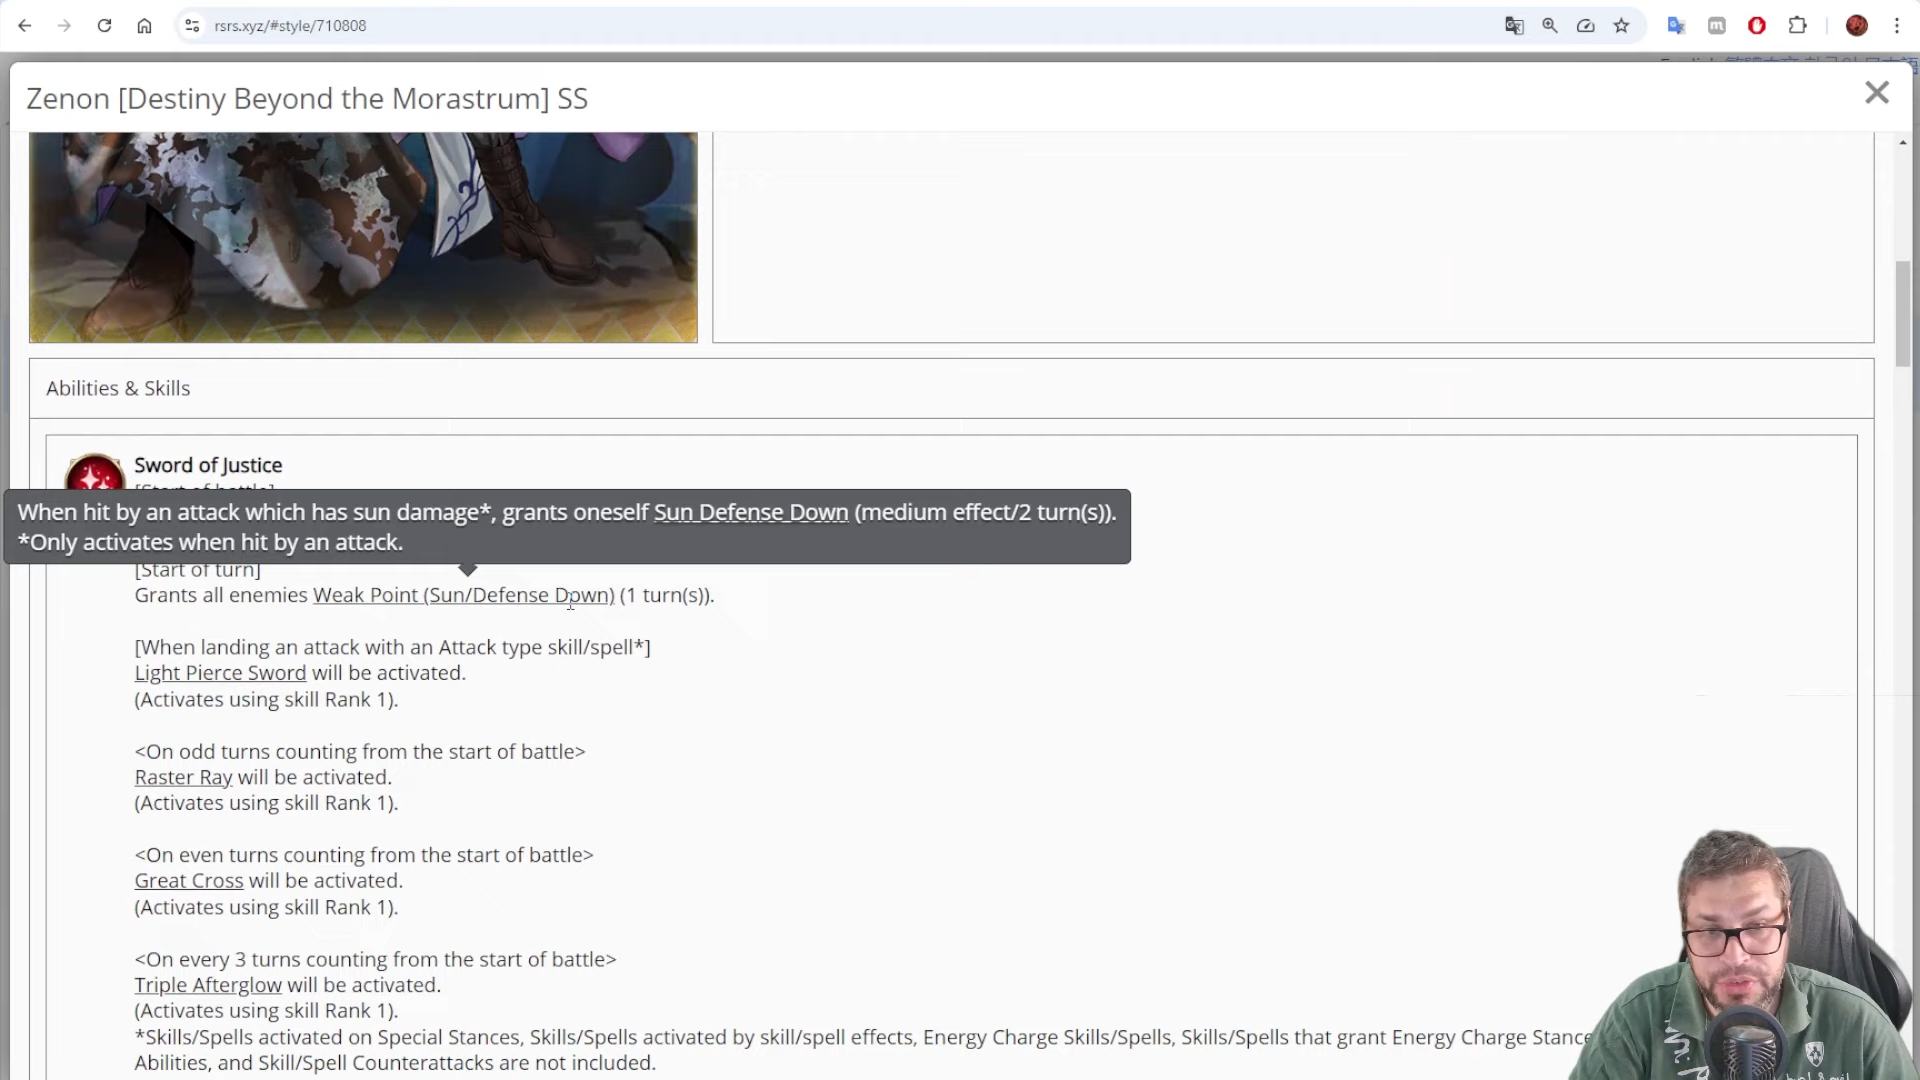 rsrs.xyz/#style/710808
Zenon [Destiny Beyond the Morastrum] SS
Abilities & Skills
Sword of Justice
[Start of battle]
When hit by an attack which has sun damage*, grants oneself Sun Defense Down (medium effect/2 turn(s)).
*Only activates when hit by an attack.
[Start of turn]
Grants all enemies Weak Point (Sun/Defense Down) (1 turn(s)).
[When landing an attack with an Attack type skill/spell*]
Light Pierce Sword will be activated.
(Activates using skill Rank 1).
<On odd turns counting from the start of battle>
Raster Ray will be activated.
(Activates using skill Rank 1).
<On even turns counting from the start of battle>
Great Cross will be activated.
(Activates using skill Rank 1).
<On every 3 turns counting from the start of battle>
Triple Afterglow will be activated.
(Activates using skill Rank 1).
*Skills/Spells activated on Special Stances, Skills/Spells activated by skill/spell effects, Energy Charge Skills/Spells, Skills/Spells that grant Energy Charge Stance
Abilities, and Skill/Spell Counterattacks are not included.